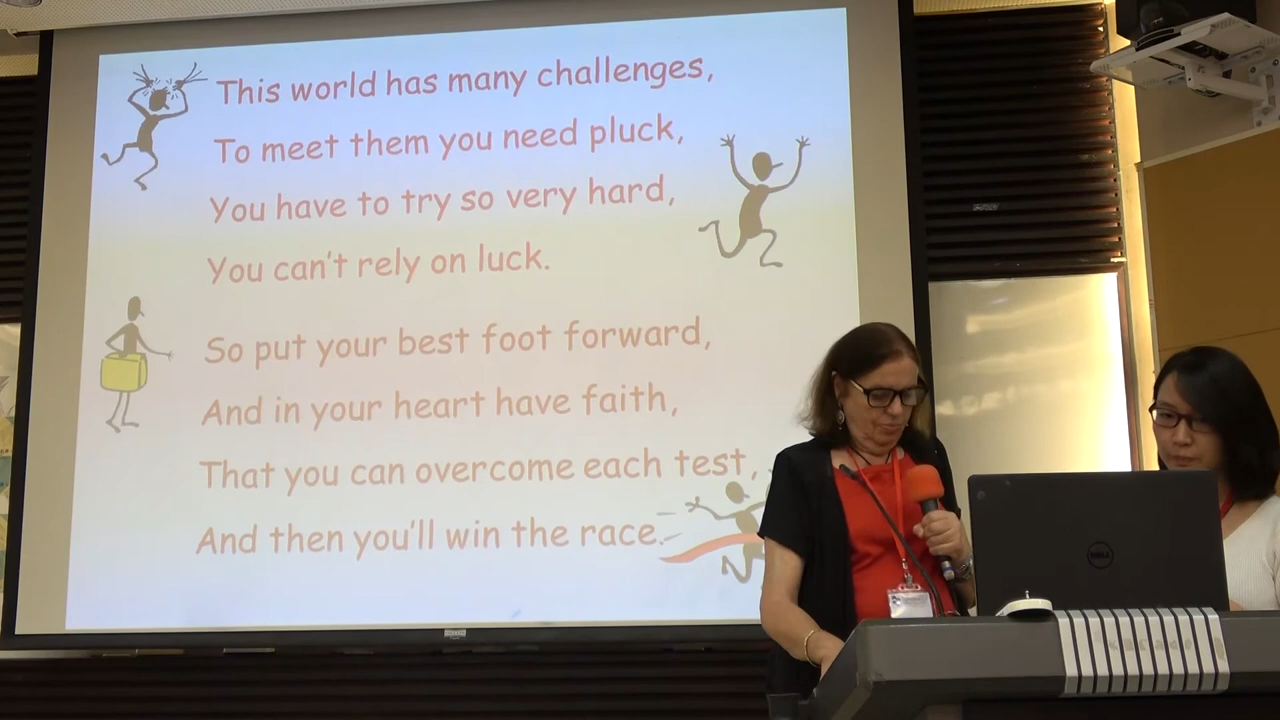 This world has many challenges,
To meet them you need pluck,
You have to try so very hard,
You can't rely on luck.
So put your best foot forward,
And in your heart have faith,
That you can overcome each test,
And then you'll win the race.
DELL